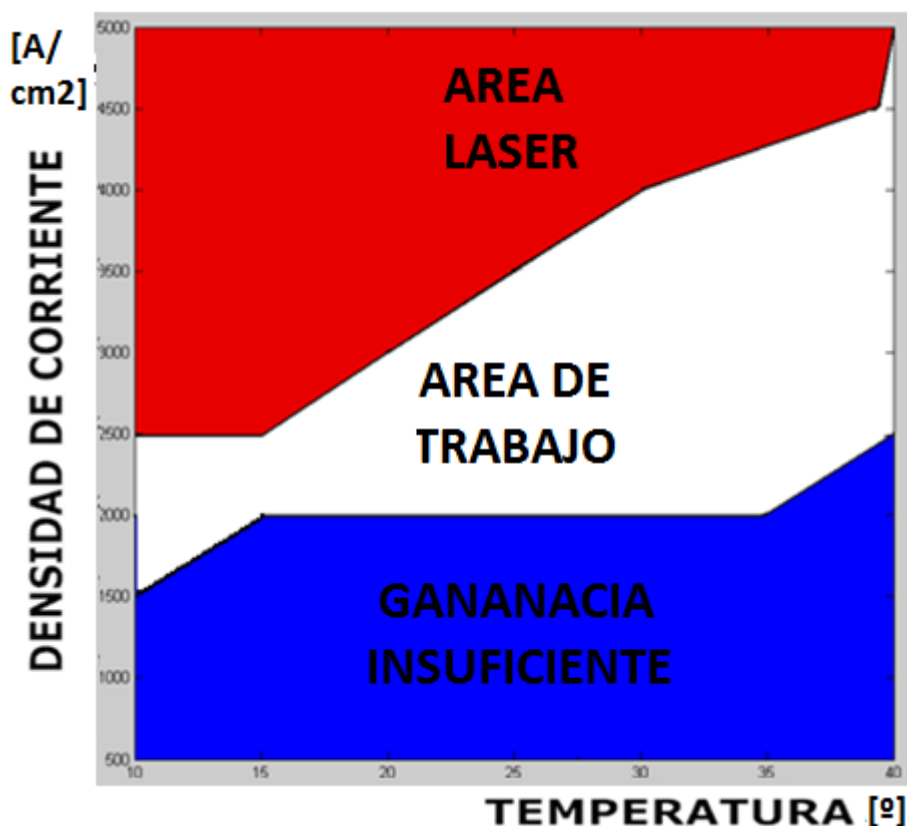 [A/
cm2]
DENSIDAD DE CORRIENTE
5000
4500
4000
3500
3000
2500
2000
1500
1000
500
AREA
LASER
AREA DE
TRABAJO
GANANACIA
INSUFICIENTE
10 15 20 25 30 35 40
TEMPERATURA [º]